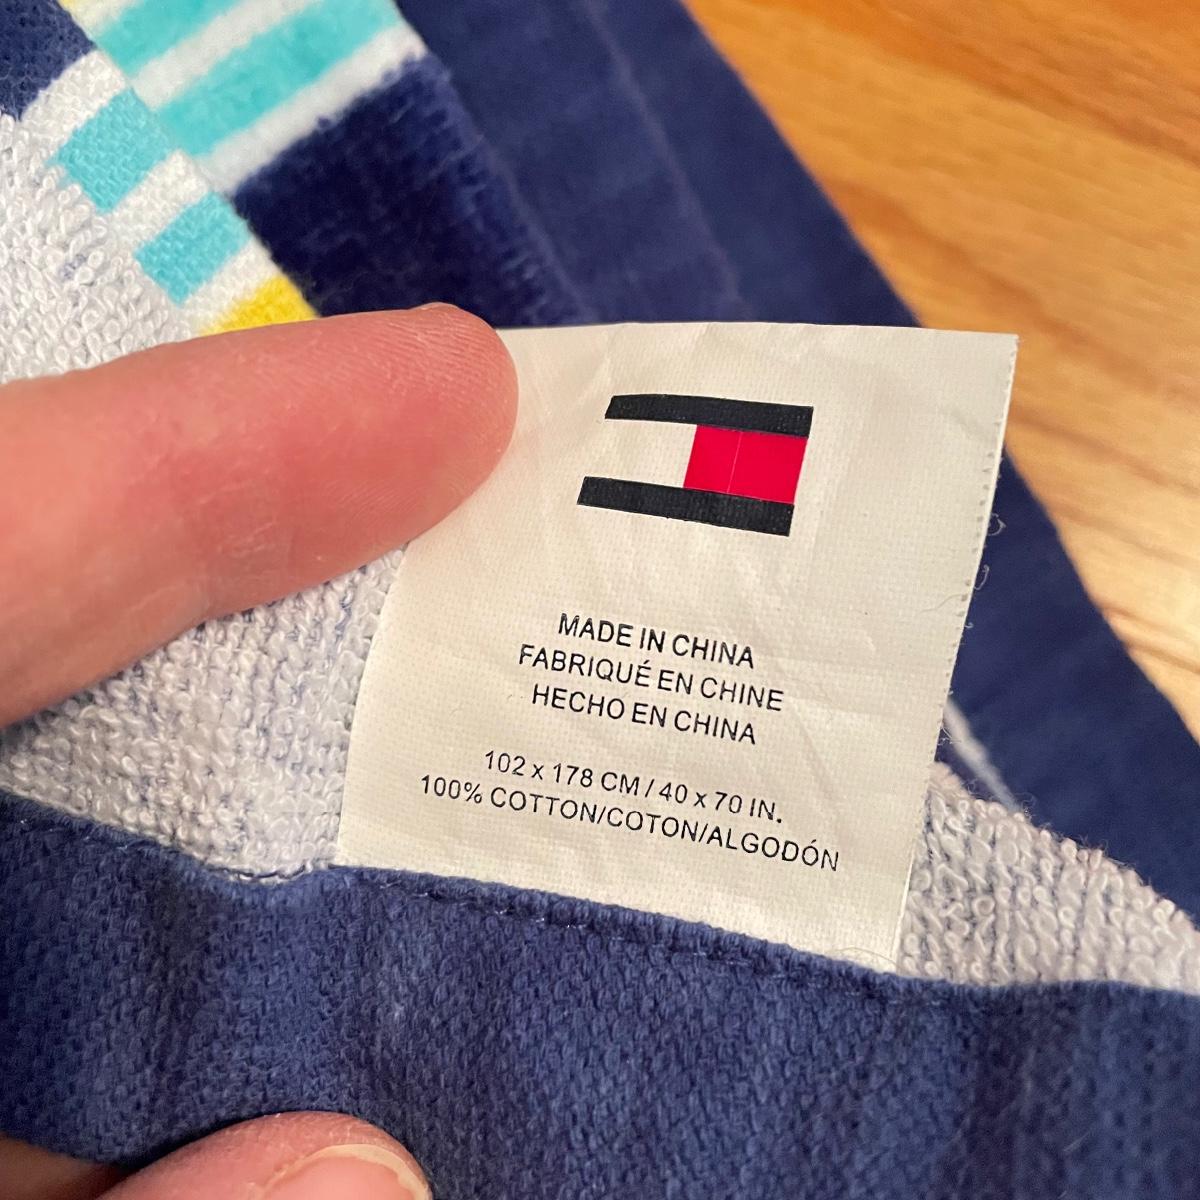 MADE IN CHINA
FABRIQUÉ EN CHINE
HECHO EN CHINA
102 x 178 CM / 40 x 70 IN.
100% COTTON/COTON/ALGODÓN